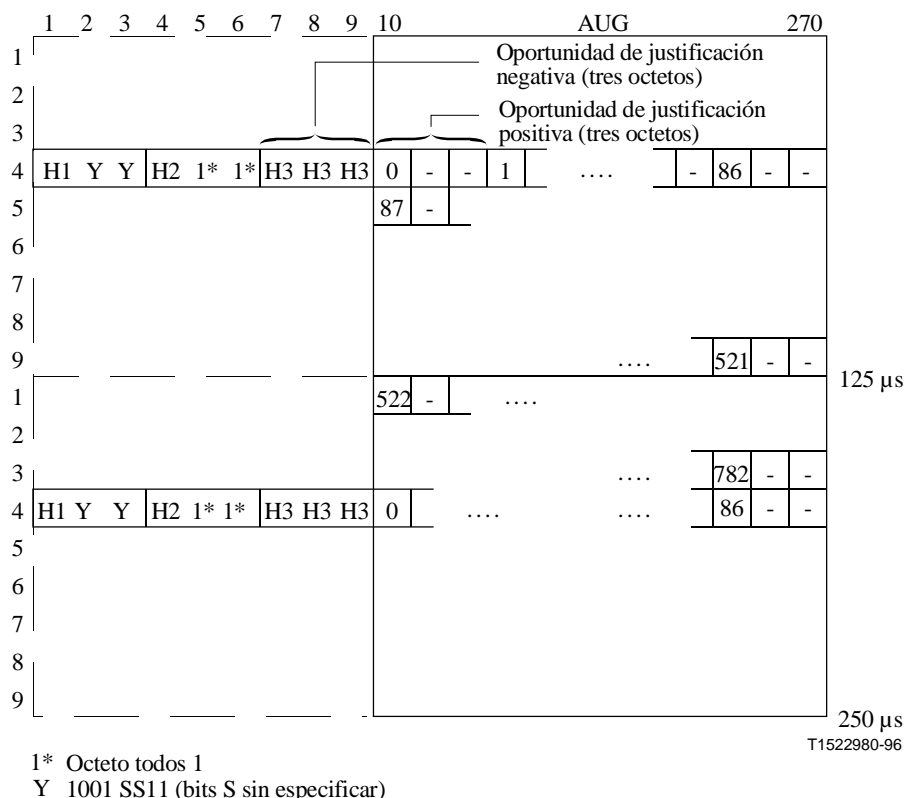 1 2 3 4 5 6 7 8 9 10 AUG 270
1 Oportunidad de justificación
negativa (tres octetos)
2 Oportunidad de justificación
positiva (tres octetos)
3
4 H1 Y Y H2 1* 1* H3 H3 H3 0 - - 1 .... - 86 - -
5 87 -
6
7
8
9 .... 521 - -
125 µs
1 522 - ....
2
3 .... 782 - -
4 H1 Y Y H2 1* 1* H3 H3 H3 0 .... .... 86 - -
5
6
7
8
9
250 µs
T1522980-96
1* Octeto todos 1
Y 1001 SS11 (bits S sin especificar)